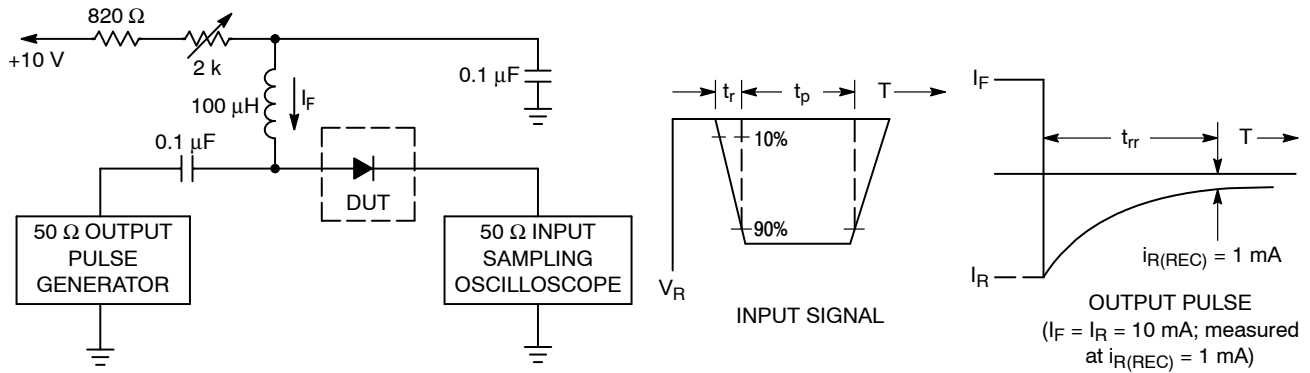 820 Ω
+10 V
2 k
100 μH
I_F
0.1 μF
0.1 μF
DUT
50 Ω OUTPUT
PULSE
GENERATOR
50 Ω INPUT
SAMPLING
OSCILLOSCOPE
t_r
t_p
T
10%
90%
V_R
INPUT SIGNAL
I_F
t_rr
T
i_R(REC) = 1 mA
I_R
OUTPUT PULSE
(I_F = I_R = 10 mA; measured
at i_R(REC) = 1 mA)